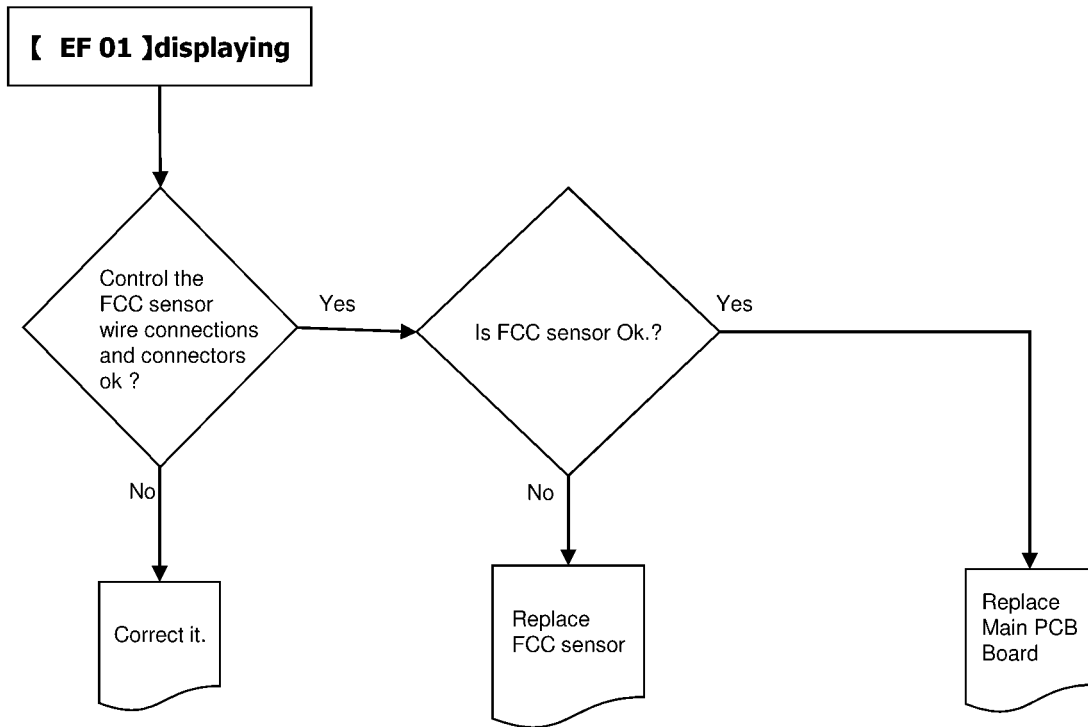 【 EF 01 】displaying
Control the
FCC sensor
wire connections
and connectors
ok ?
Yes
Is FCC sensor Ok.?
Yes
No
No
Correct it.
Replace
FCC sensor
Replace
Main PCB
Board